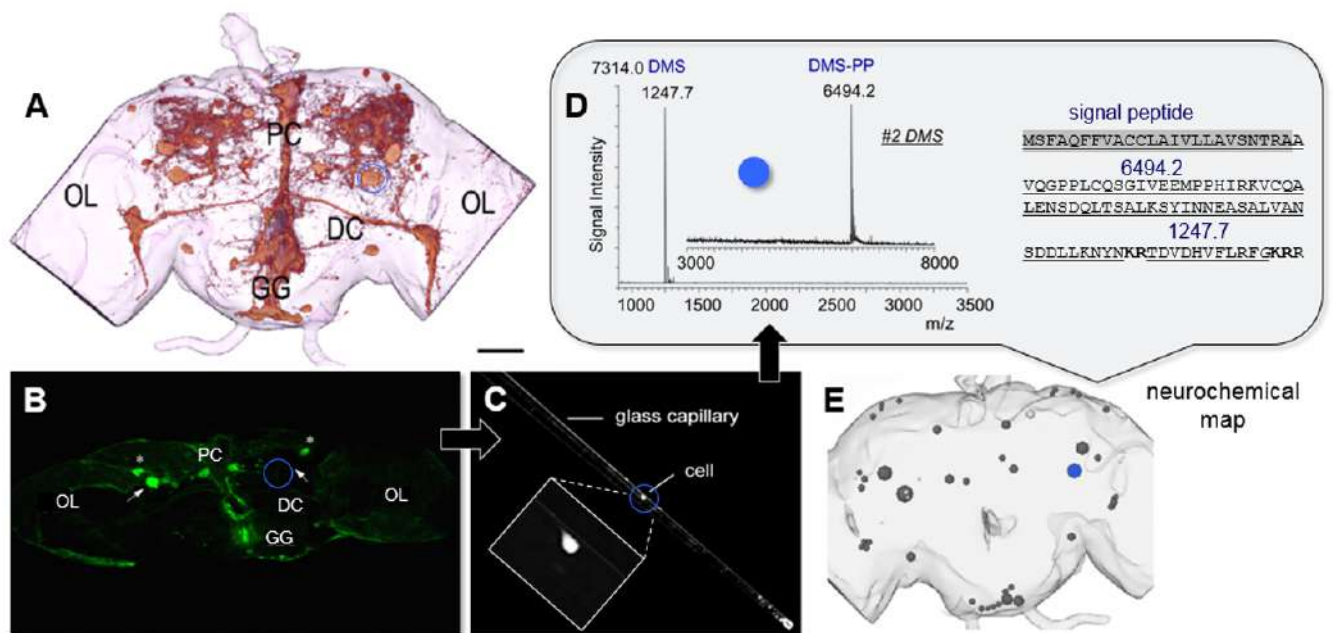 A
PC
OL
OL
DC
GG
D
7314.0 DMS
1247.7
DMS-PP
6494.2
#2 DMS
Signal Intensity
3000
8000
1000
1500
2000
2500
3000
3500
m/z
signal peptide
MSFAQFFVACCLAIVLLAVSNTRAA
6494.2
VQGPPLCQSGIVEEMPPHIRKVCQA
LENSDQLTSALKSYINNEASALVAN
1247.7
SDDLLKNYNKRTDVDHVFLRFGKRR
B
*
*
PC
OL
OL
DC
GG
C
glass capillary
cell
E
neurochemical
map